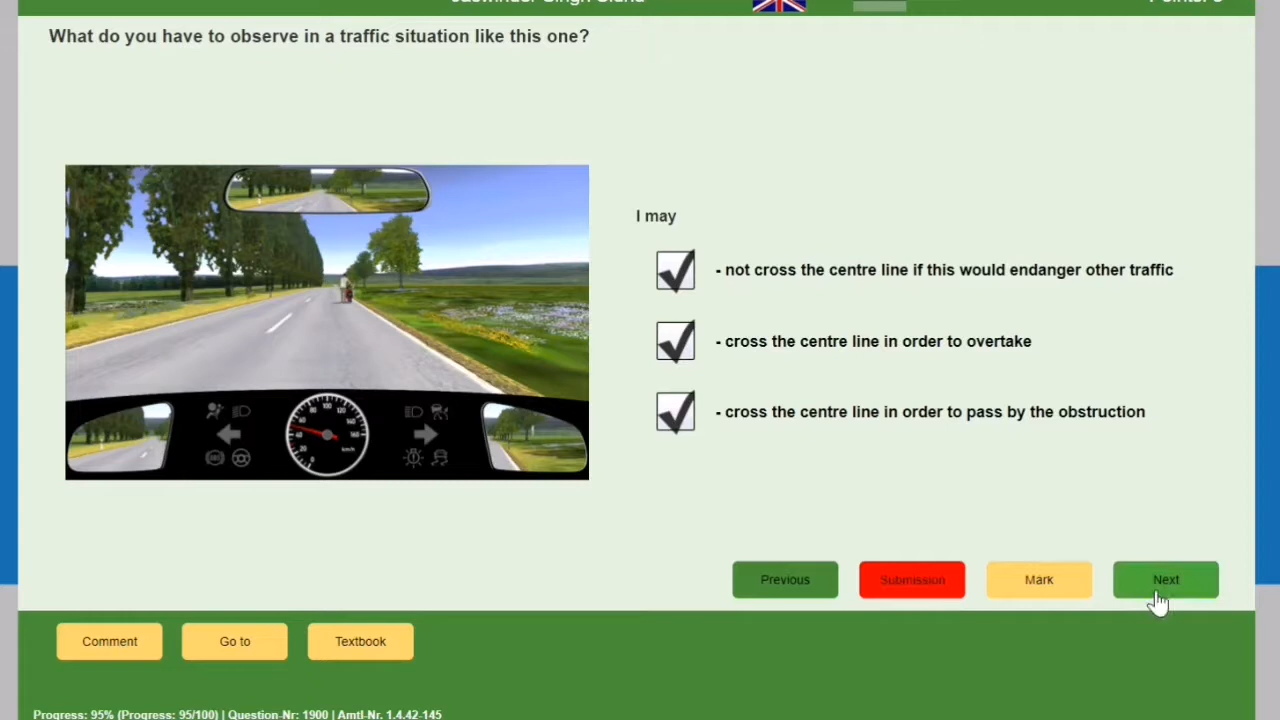 What do you have to observe in a traffic situation like this one?
I may
- not cross the centre line if this would endanger other traffic
- cross the centre line in order to overtake
- cross the centre line in order to pass by the obstruction
Previous
Submission
Mark
Next
Comment
Go to
Textbook
Progress: 95% (Progress: 95/100) | Question-Nr: 1900 | Amtl-Nr. 1.4.42-145